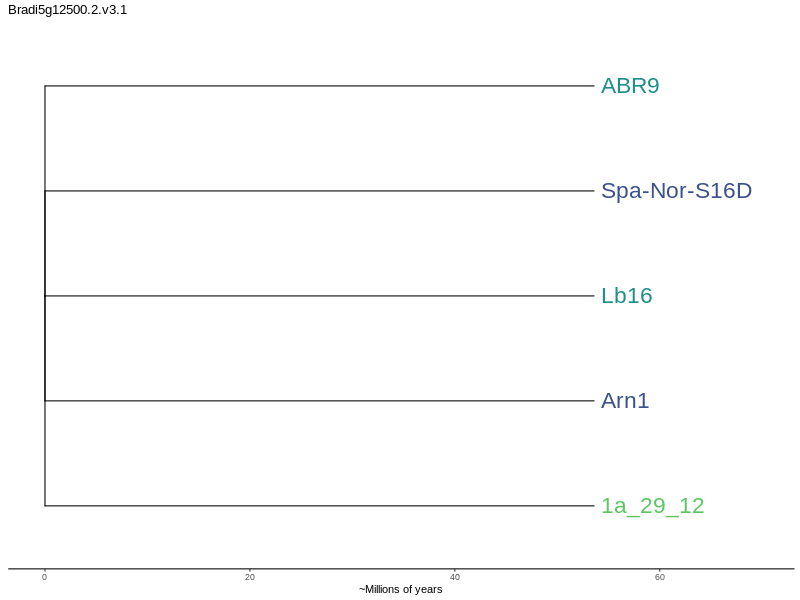 Bradi5g12500.2.v3.1
ABR9
Spa-Nor-S16D
Lb16
Arn1
1a_29_12
0 20 40 60
~Millions of years